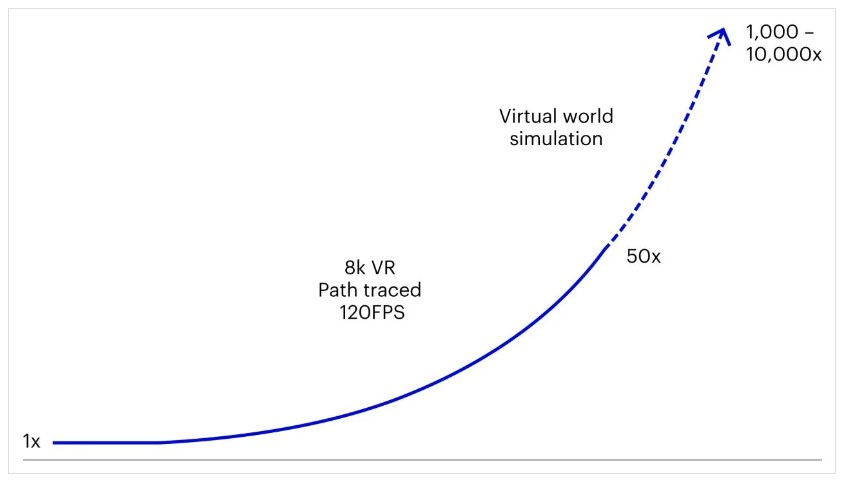 1,000 –
10,000x
Virtual world
simulation
50x
8k VR
Path traced
120FPS
1x